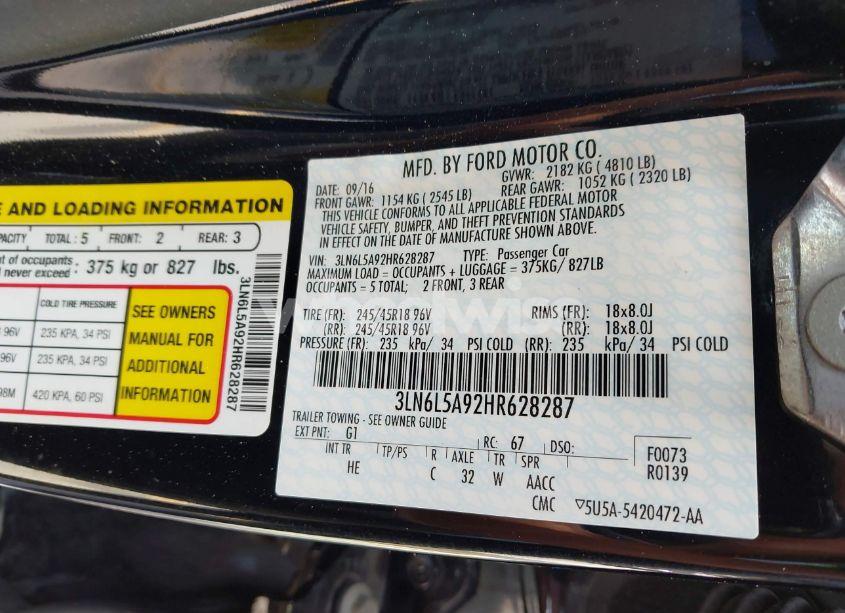 E AND LOADING INFORMATION
PACITY TOTAL: 5 FRONT: 2 REAR: 3
nt of occupants
d never exceed : 375 kg or 827 lbs.
COLD TIRE PRESSURE
SEE OWNERS
MANUAL FOR
ADDITIONAL
INFORMATION
96V 235 KPA, 34 PSI
96V 235 KPA, 34 PSI
98M 420 KPA, 60 PSI
3LN6L5A92HR628287
MFD. BY FORD MOTOR CO.
DATE: 09/16 GVWR: 2182 KG ( 4810 LB)
FRONT GAWR: 1154 KG ( 2545 LB) REAR GAWR: 1052 KG ( 2320 LB)
THIS VEHICLE CONFORMS TO ALL APPLICABLE FEDERAL MOTOR
VEHICLE SAFETY, BUMPER, AND THEFT PREVENTION STANDARDS
IN EFFECT ON THE DATE OF MANUFACTURE SHOWN ABOVE.
VIN: 3LN6L5A92HR628287 TYPE: Passenger Car
MAXIMUM LOAD = OCCUPANTS + LUGGAGE = 375KG/ 827LB
OCCUPANTS = 5 TOTAL; 2 FRONT, 3 REAR
TIRE (FR): 245/45R18 96V RIMS (FR): 18x8.0J
(RR): 245/45R18 96V (RR): 18x8.0J
PRESSURE (FR): 235 kPa/ 34 PSI COLD (RR): 235 kPa/ 34 PSI COLD
3LN6L5A92HR628287
TRAILER TOWING - SEE OWNER GUIDE
EXT PNT: G1 RC: 67 DSO:
F0073
R0139
INT TR TP/PS R AXLE TR SPR
HE C 32 W AACC
CMC ▽5U5A-5420472-AA